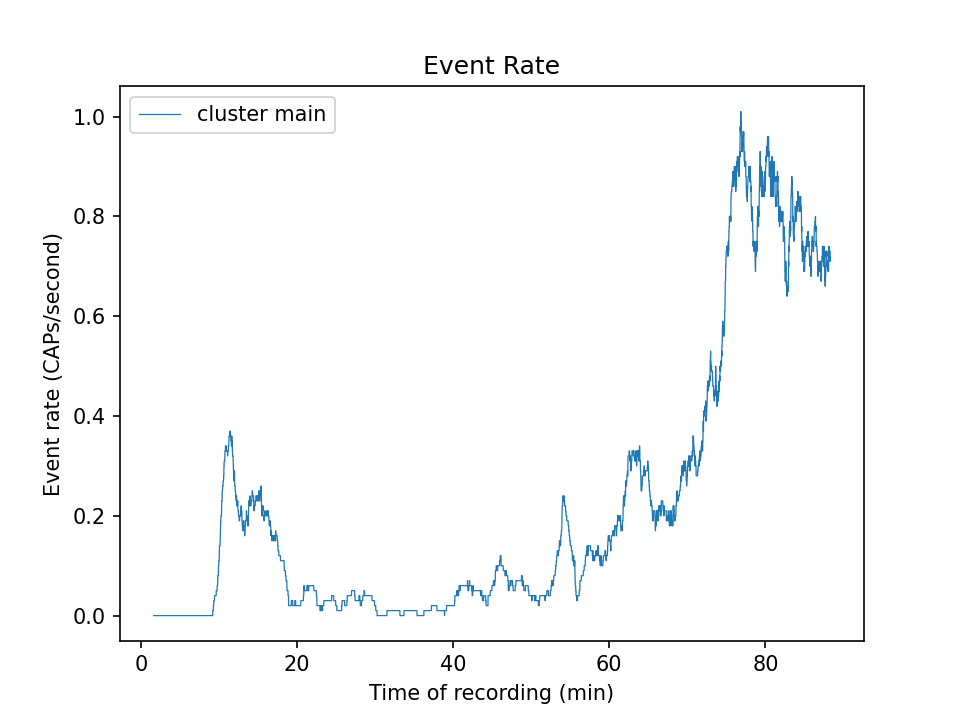 Event Rate
cluster main
1.0
0.8
0.6
0.4
0.2
0.0
Event rate (CAPs/second)
0 20 40 60 80
Time of recording (min)